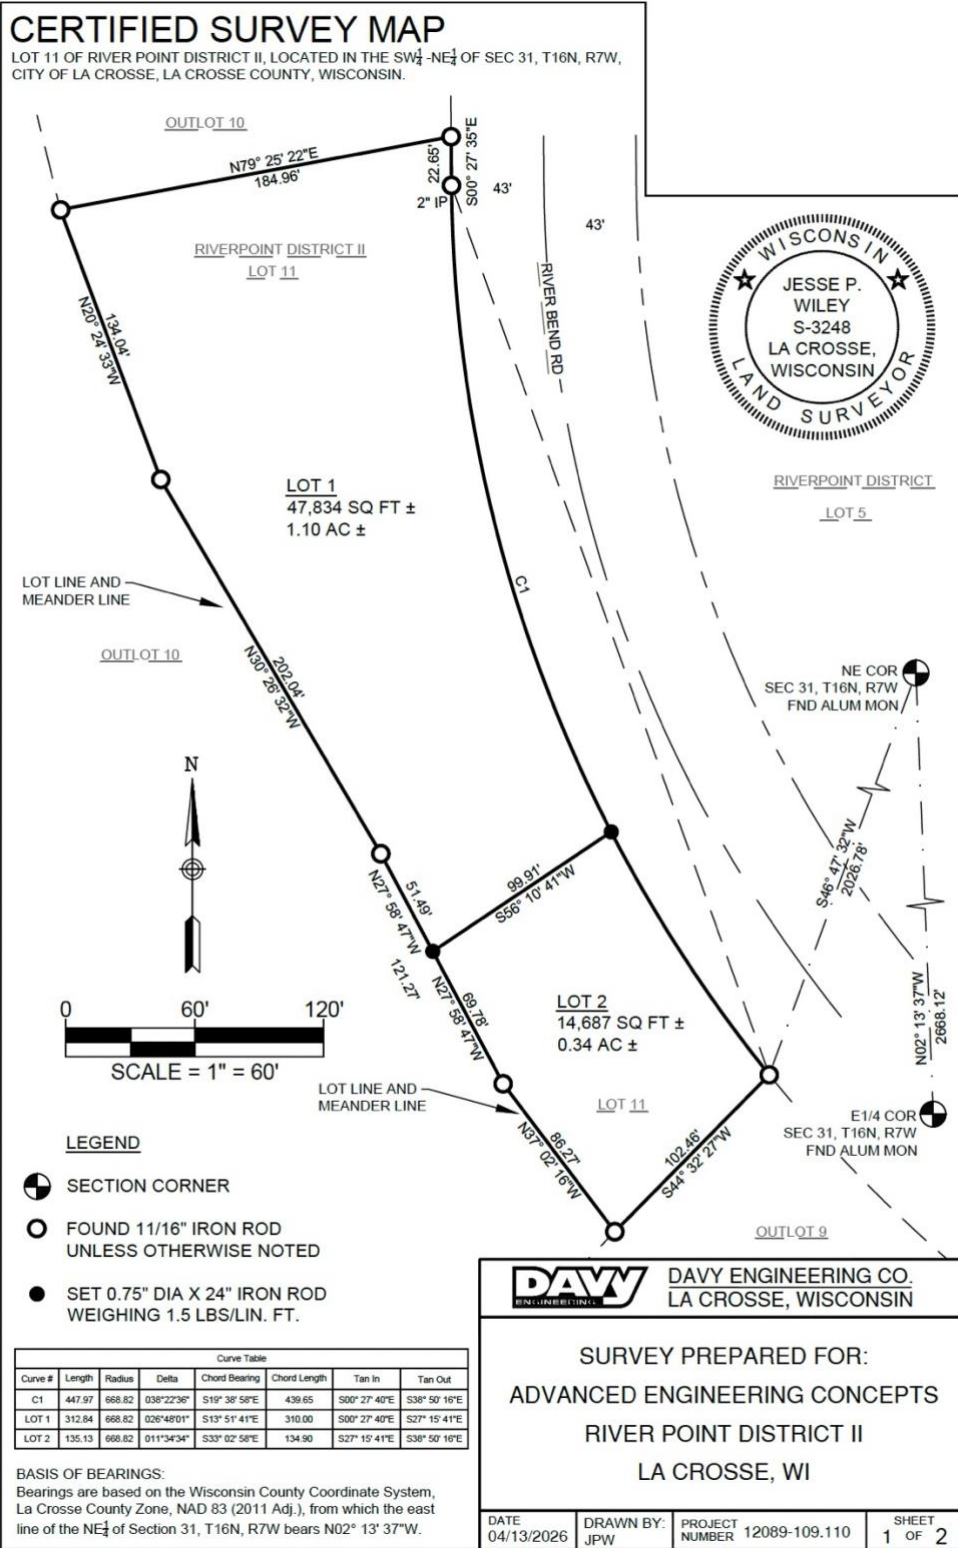 CERTIFIED SURVEY MAP
LOT 11 OF RIVER POINT DISTRICT II, LOCATED IN THE SW1/4 -NE1/4 OF SEC 31, T16N, R7W,
CITY OF LA CROSSE, LA CROSSE COUNTY, WISCONSIN.
OUTLOT 10
N79° 25' 22"E
184.96'
22.65'
S00° 27' 35"E
2" IP
43'
43'
RIVERPOINT DISTRICT II
LOT 11
RIVER BEND RD
WISCONSIN
JESSE P.
WILEY
S-3248
LA CROSSE,
WISCONSIN
LAND SURVEYOR
134.04'
N20° 24' 33"W
LOT 1
47,834 SQ FT ±
1.10 AC ±
RIVERPOINT DISTRICT
LOT 5
C1
LOT LINE AND
MEANDER LINE
OUTLOT 10
202.04'
N30° 26' 32"W
NE COR
SEC 31, T16N, R7W
FND ALUM MON
N
S46° 47' 32"W
2026.78'
99.91'
S56° 10' 41"W
51.49'
N27° 58' 47"W
121.27'
69.78'
N27° 58' 47"W
N02° 13' 37"W
2668.12'
LOT 2
14,687 SQ FT ±
0.34 AC ±
0 60' 120'
SCALE = 1" = 60'
LOT LINE AND
MEANDER LINE
LOT 11
E1/4 COR
SEC 31, T16N, R7W
FND ALUM MON
86.27'
N37° 02' 16"W
102.46'
S44° 32' 27"W
OUTLOT 9
LEGEND
SECTION CORNER
FOUND 11/16" IRON ROD
UNLESS OTHERWISE NOTED
SET 0.75" DIA X 24" IRON ROD
WEIGHING 1.5 LBS/LIN. FT.
Curve Table
Curve # Length Radius Delta Chord Bearing Chord Length Tan In Tan Out
C1 447.97 668.82 038°22'36" S19° 38' 58"E 439.65 S00° 27' 40"E S38° 50' 16"E
LOT 1 312.84 668.82 026°48'01" S13° 51' 41"E 310.00 S00° 27' 40"E S27° 15' 41"E
LOT 2 135.13 668.82 011°34'34" S33° 02' 58"E 134.90 S27° 15' 41"E S38° 50' 16"E
BASIS OF BEARINGS:
Bearings are based on the Wisconsin County Coordinate System,
La Crosse County Zone, NAD 83 (2011 Adj.), from which the east
line of the NE1/4 of Section 31, T16N, R7W bears N02° 13' 37"W.
DAVY
ENGINEERING
DAVY ENGINEERING CO.
LA CROSSE, WISCONSIN
SURVEY PREPARED FOR:
ADVANCED ENGINEERING CONCEPTS
RIVER POINT DISTRICT II
LA CROSSE, WI
DATE
04/13/2026
DRAWN BY:
JPW
PROJECT
NUMBER 12089-109.110
SHEET
1 OF 2